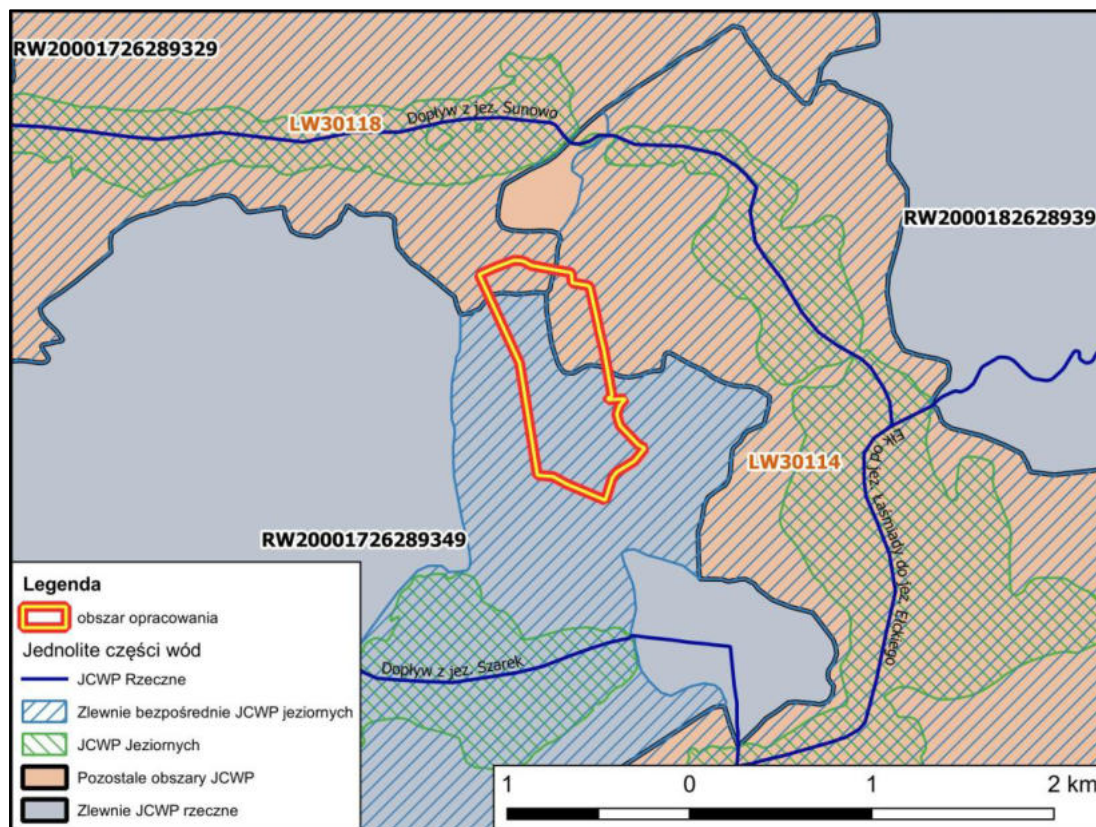 RW20001726289329
Dopływ z jez. Sunowo
LW30118
RW2000182628939
LW30114
Ełk od jez. Łaśmiady do jez. Ełckiego
RW20001726289349
Dopływ z jez. Szarek
Legenda
obszar opracowania
Jednolite części wód
JCWP Rzeczne
Zlewnie bezpośrednie JCWP jeziornych
JCWP Jeziornych
Pozostałe obszary JCWP
Zlewnie JCWP rzeczne
1 0 1 2 km